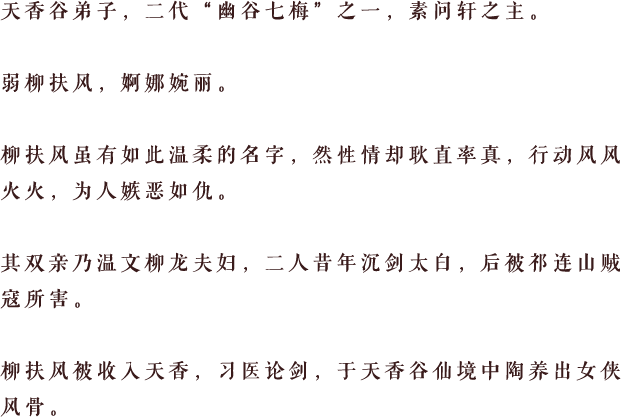 天香谷弟子，二代“幽谷七梅”之一，素问轩之主。
弱柳扶风，婀娜婉丽。
柳扶风虽有如此温柔的名字，然性情却耿直率真，行动风风
火火，为人嫉恶如仇。
其双亲乃温文柳龙夫妇，二人昔年沉剑太白，后被祁连山贼
寇所害。
柳扶风被收入天香，习医论剑，于天香谷仙境中陶养出女侠
风骨。